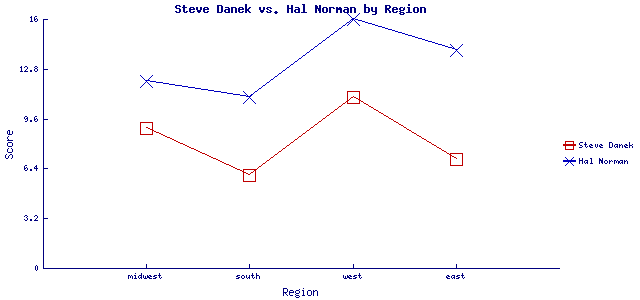 Steve Danek vs. Hal Norman by Region
16
12.8
9.6
6.4
3.2
0
Score
midwest south west east
Region
Steve Danek
Hal Norman